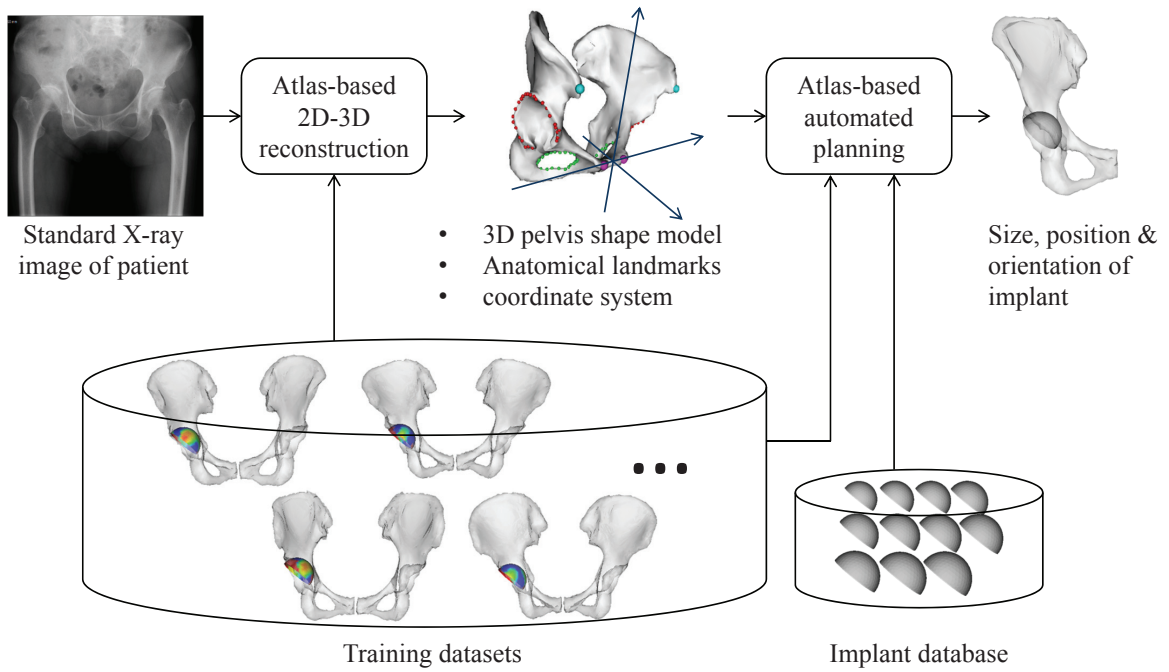 Atlas-based
2D-3D
reconstruction
Atlas-based
automated
planning
Standard X-ray
image of patient
• 3D pelvis shape model
• Anatomical landmarks
• coordinate system
Size, position &
orientation of
implant
Training datasets
Implant database